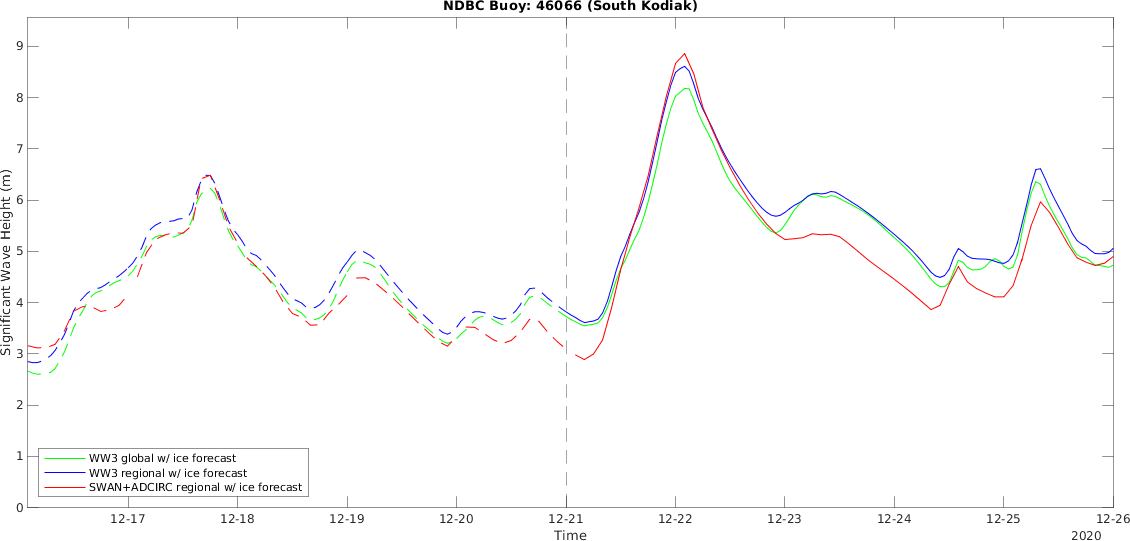 NDBC Buoy: 46066 (South Kodiak)
Significant Wave Height (m)
9
8
7
6
5
4
3
2
1
0
WW3 global w/ ice forecast
WW3 regional w/ ice forecast
SWAN+ADCIRC regional w/ ice forecast
12-17 12-18 12-19 12-20 12-21 12-22 12-23 12-24 12-25 12-26
Time
2020